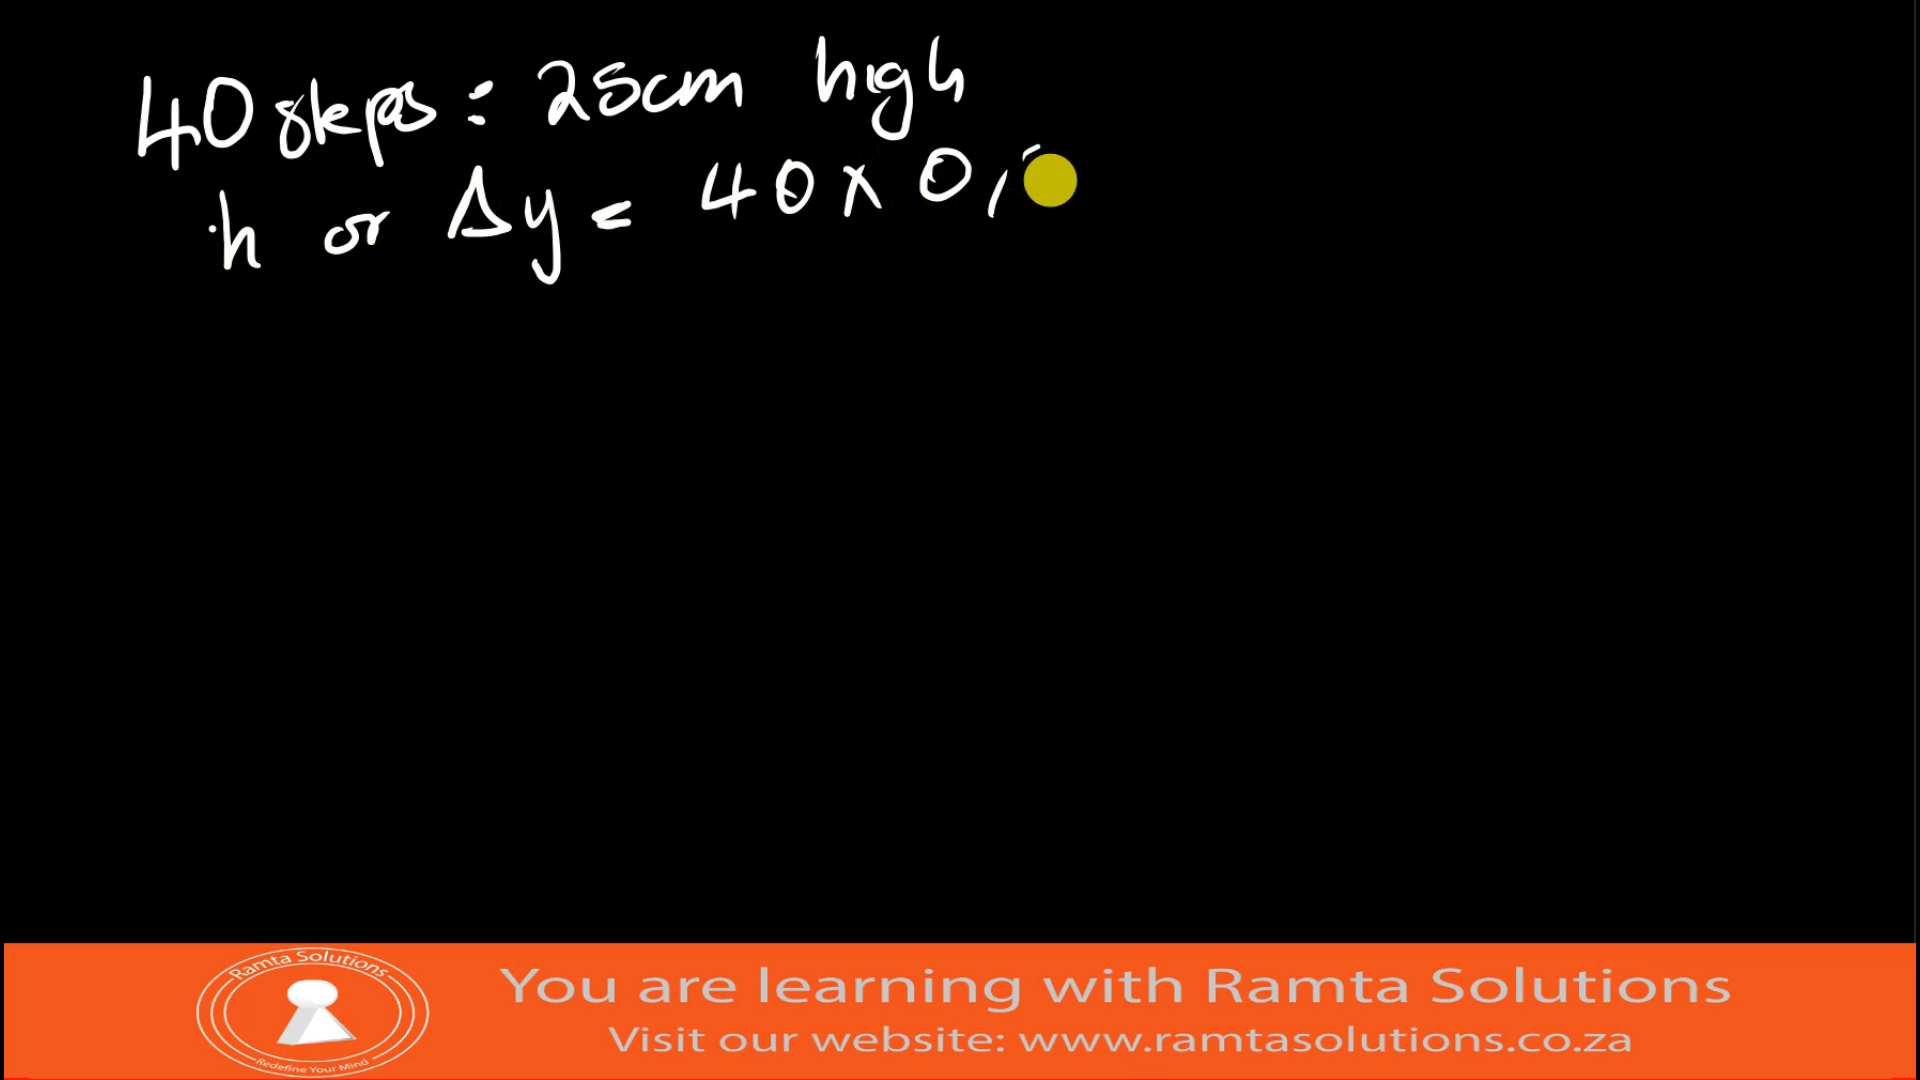 40 steps : 25cm high
h or Δy = 40 x 0,
Ramta Solutions
Redefine Your Mind
You are learning with Ramta Solutions
Visit our website: www.ramtasolutions.co.za